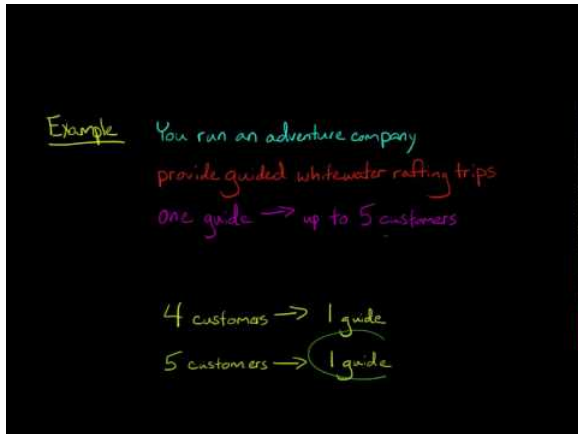 Example You run an adventure company
provide guided whitewater rafting trips
one guide → up to 5 customers
4 customers → 1 guide
5 customers → 1 guide